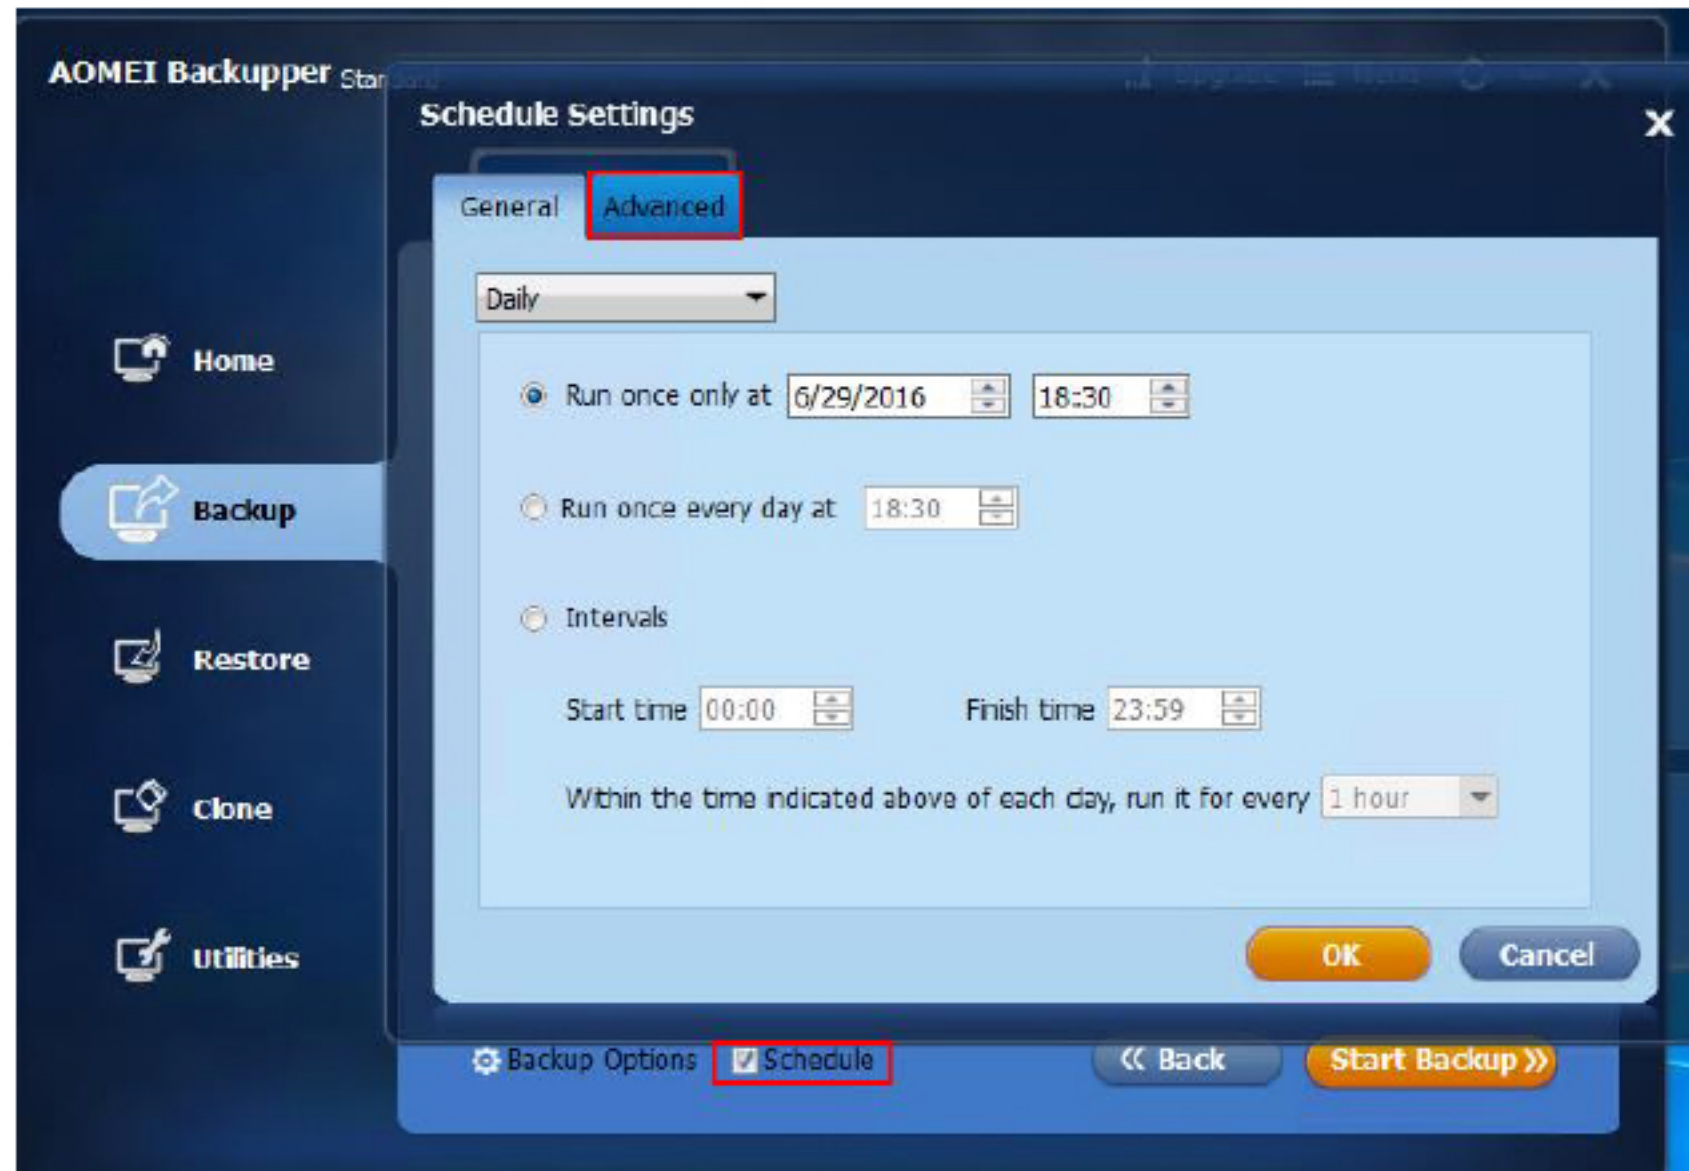 AOMEI Backupper Standard
Schedule Settings
X
General Advanced
Daily
Run once only at 6/29/2016 18:30
Run once every day at 18:30
Intervals
Start time 00:00 Finish time 23:59
Within the time indicated above of each day, run it for every 1 hour
OK Cancel
Home
Backup
Restore
Clone
Utilities
Backup Options Schedule << Back Start Backup >>